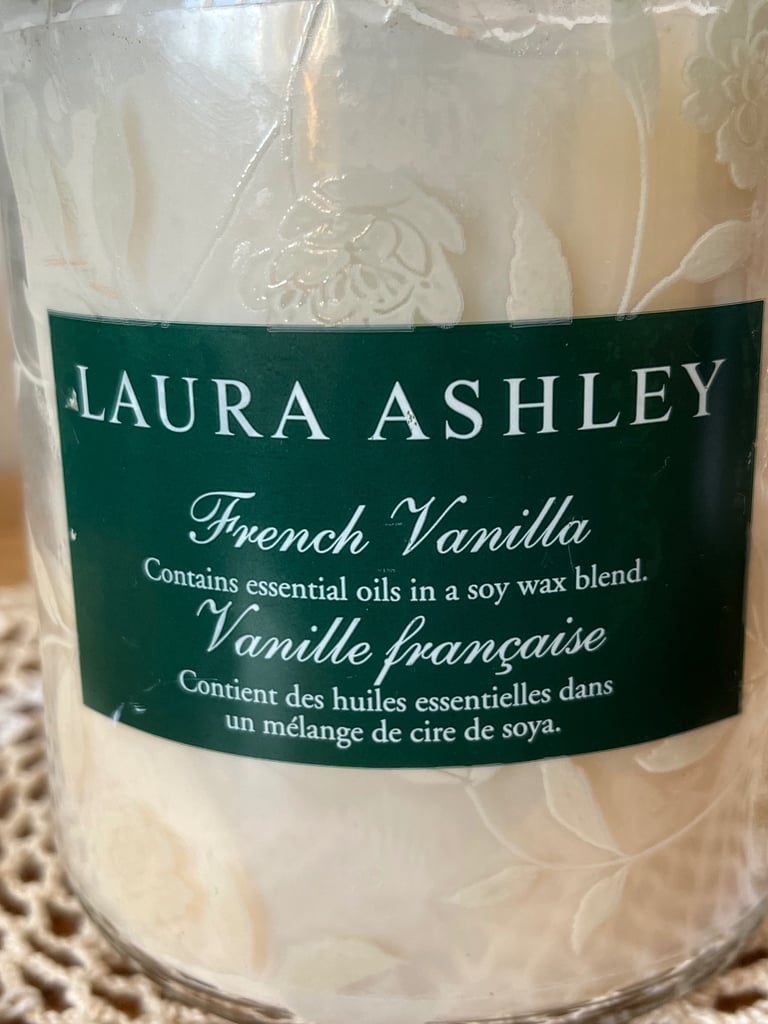 LAURA ASHLEY
French Vanilla
Contains essential oils in a soy wax blend.
Vanille française
Contient des huiles essentielles dans
un mélange de cire de soya.